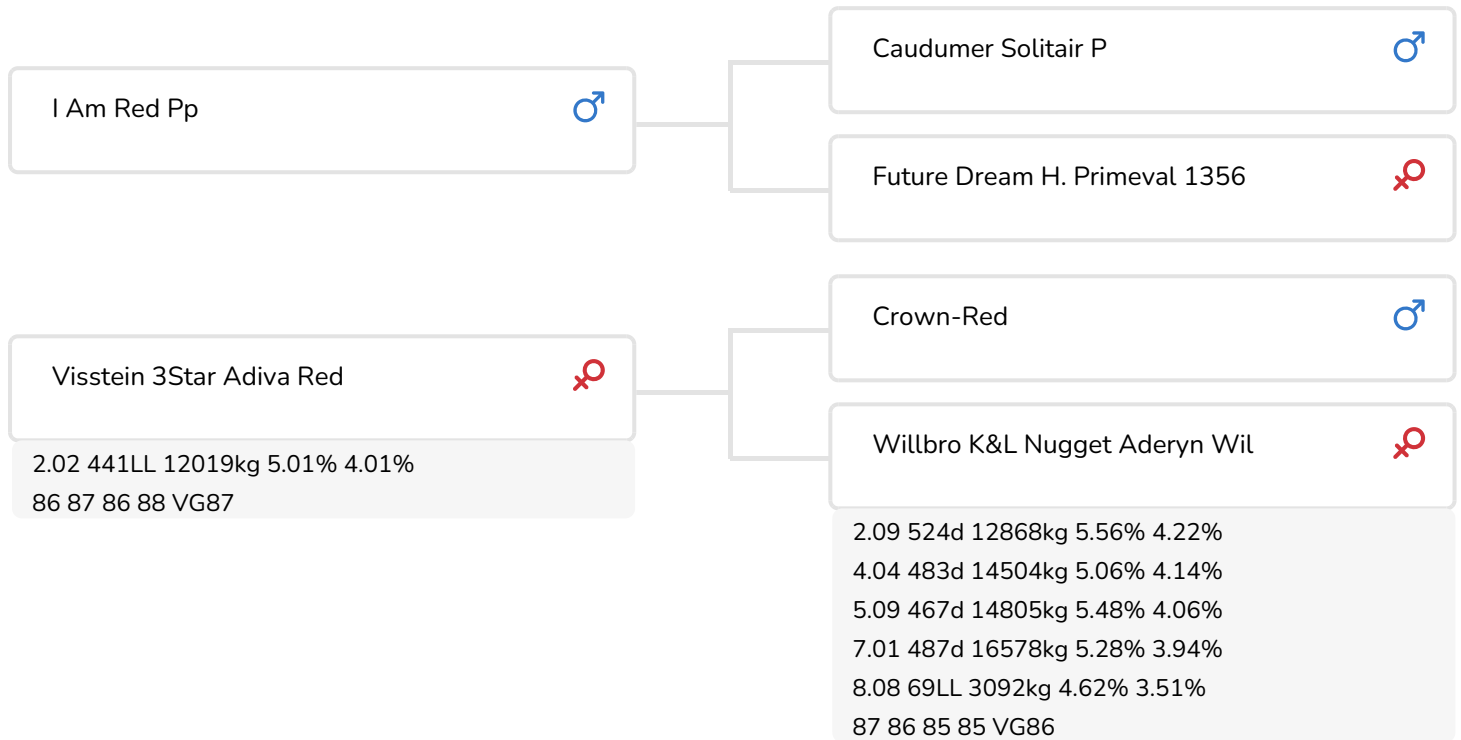 Caudumer Solitair P
I Am Red Pp
Future Dream H. Primeval 1356
Crown-Red
Visstein 3Star Adiva Red
2.02 441LL 12019kg 5.01% 4.01%
86 87 86 88 VG87
Willbro K&L Nugget Aderyn Wil
2.09 524d 12868kg 5.56% 4.22%
4.04 483d 14504kg 5.06% 4.14%
5.09 467d 14805kg 5.48% 4.06%
7.01 487d 16578kg 5.28% 3.94%
8.08 69LL 3092kg 4.62% 3.51%
87 86 85 85 VG86